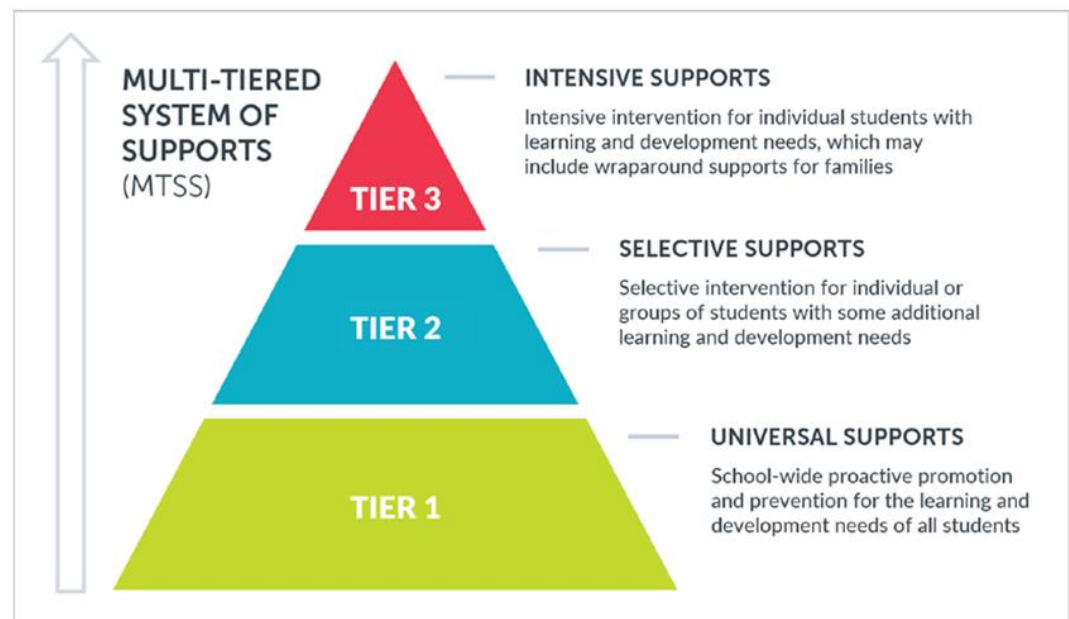 MULTI-TIERED
SYSTEM OF
SUPPORTS
(MTSS)
TIER 3
INTENSIVE SUPPORTS
Intensive intervention for individual students with
learning and development needs, which may
include wraparound supports for families
TIER 2
SELECTIVE SUPPORTS
Selective intervention for individual or
groups of students with some additional
learning and development needs
TIER 1
UNIVERSAL SUPPORTS
School-wide proactive promotion
and prevention for the learning and
development needs of all students